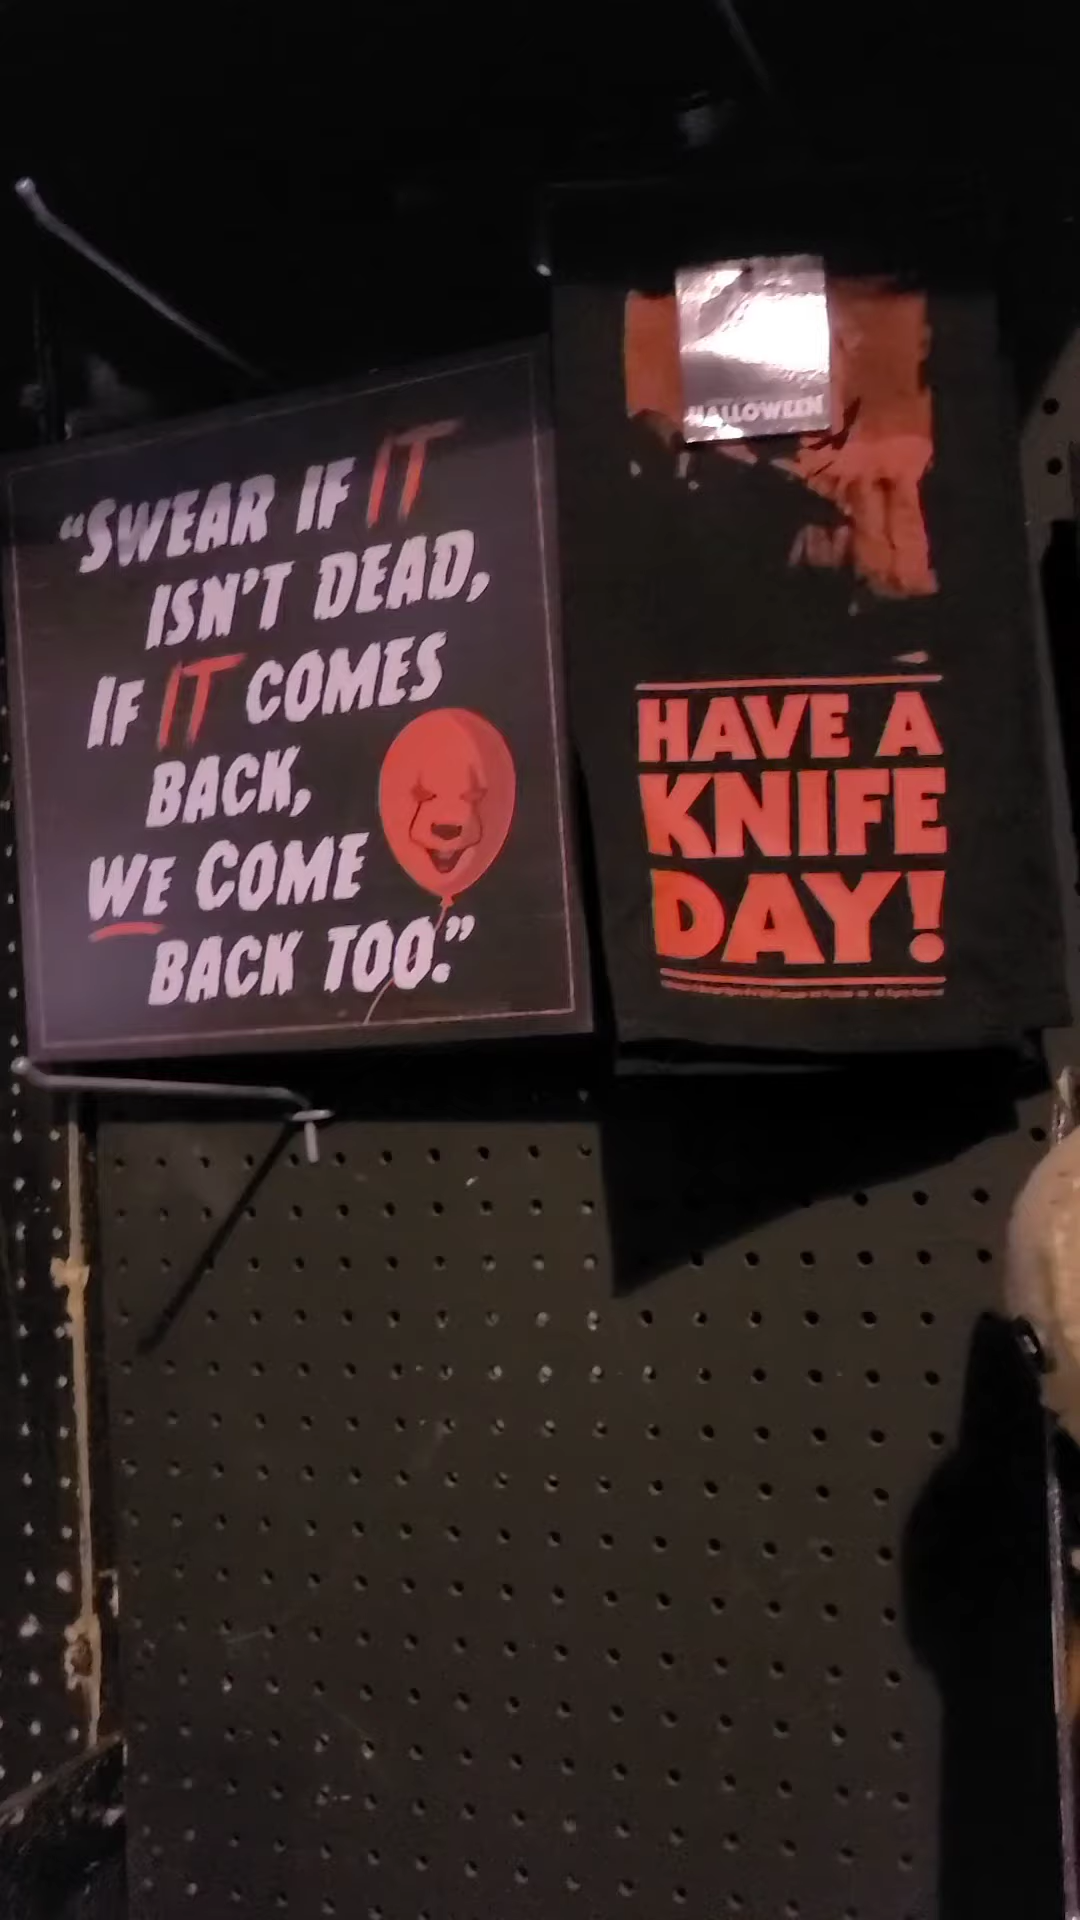 “SWEAR IF IT
ISN'T DEAD,
IF IT COMES
BACK,
WE COME
BACK TOO.”
HALLOWEEN
HAVE A
KNIFE
DAY!